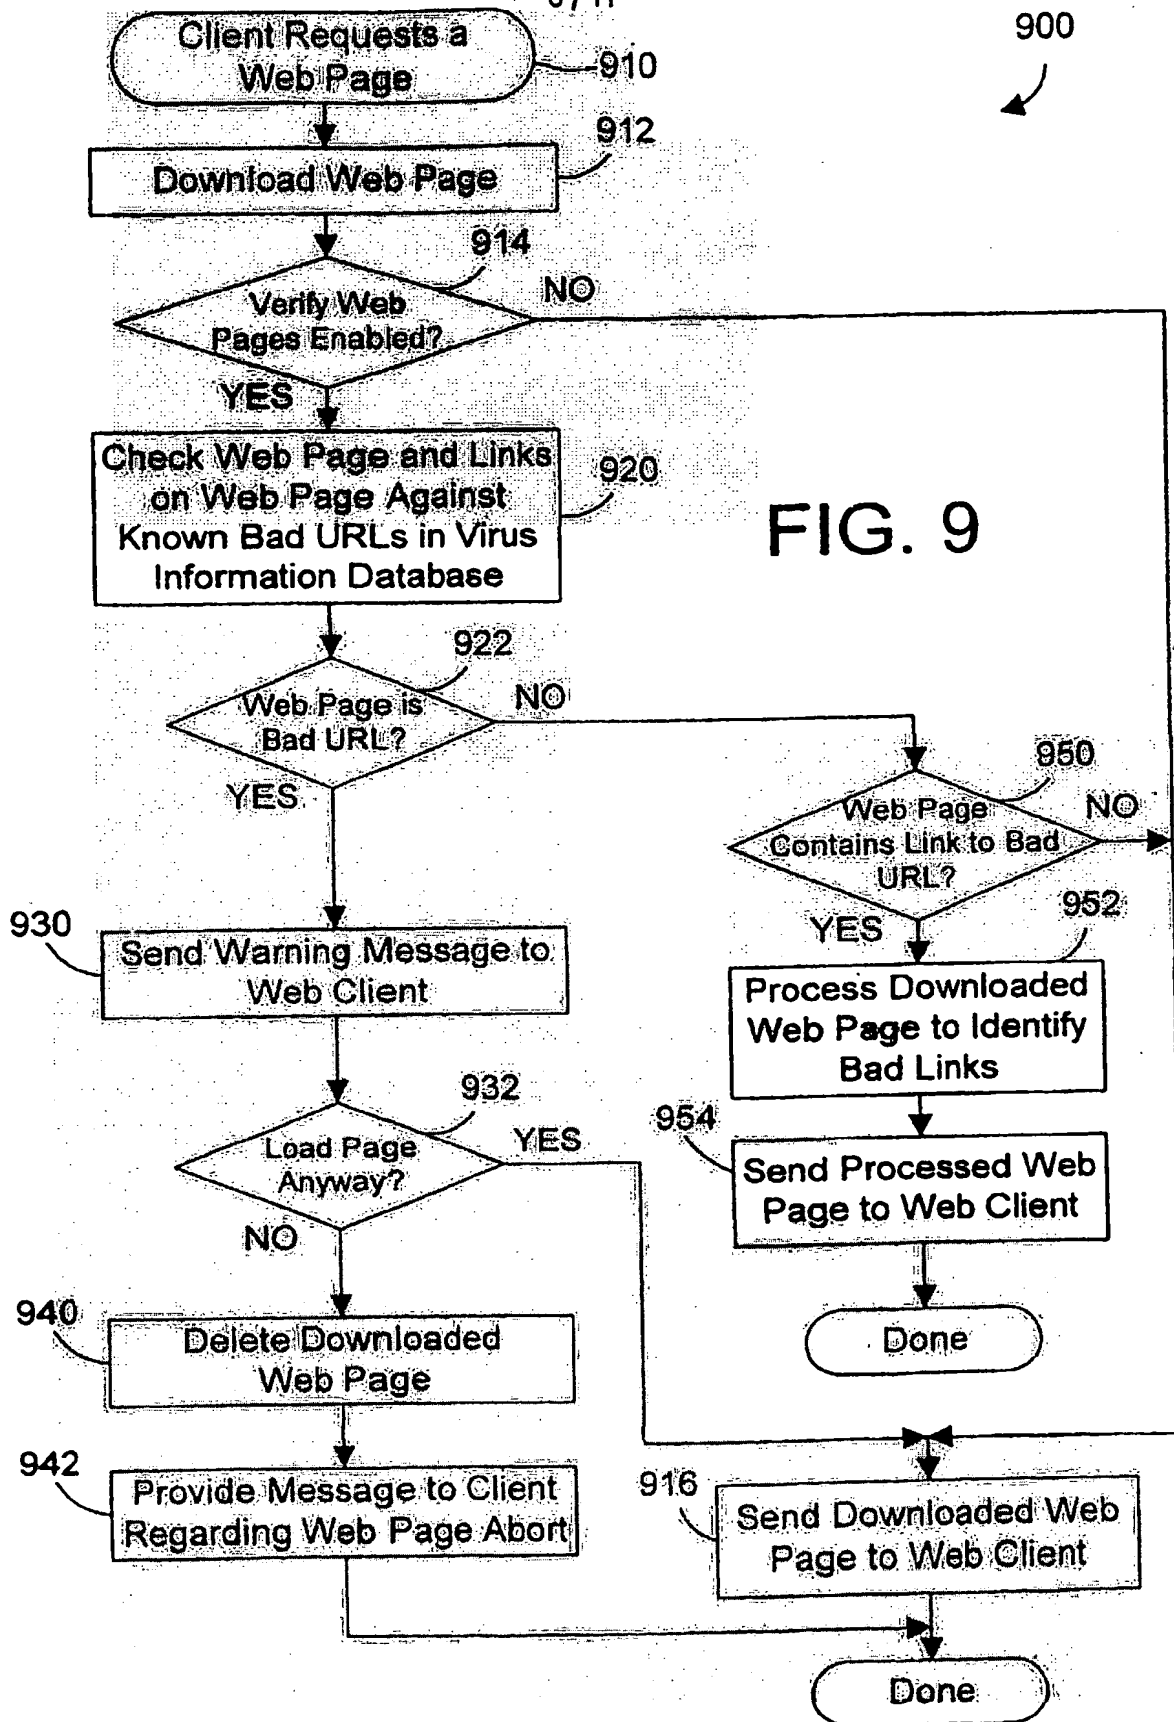 900
Client Requests a
Web Page
910
912
Download Web Page
914
Verify Web
Pages Enabled?
NO
YES
Check Web Page and Links
on Web Page Against
Known Bad URLs in Virus
Information Database
920
FIG. 9
922
Web Page is
Bad URL?
NO
YES
950
Web Page
Contains Link to Bad
URL?
NO
YES
952
930
Send Warning Message to
Web Client
Process Downloaded
Web Page to Identify
Bad Links
932
Load Page
Anyway?
YES
NO
954
Send Processed Web
Page to Web Client
Done
940
Delete Downloaded
Web Page
942
Provide Message to Client
Regarding Web Page Abort
916
Send Downloaded Web
Page to Web Client
Done